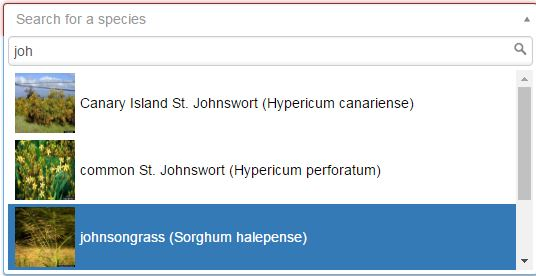 Search for a species
joh
Canary Island St. Johnswort (Hypericum canariense)
common St. Johnswort (Hypericum perforatum)
johnsongrass (Sorghum halepense)